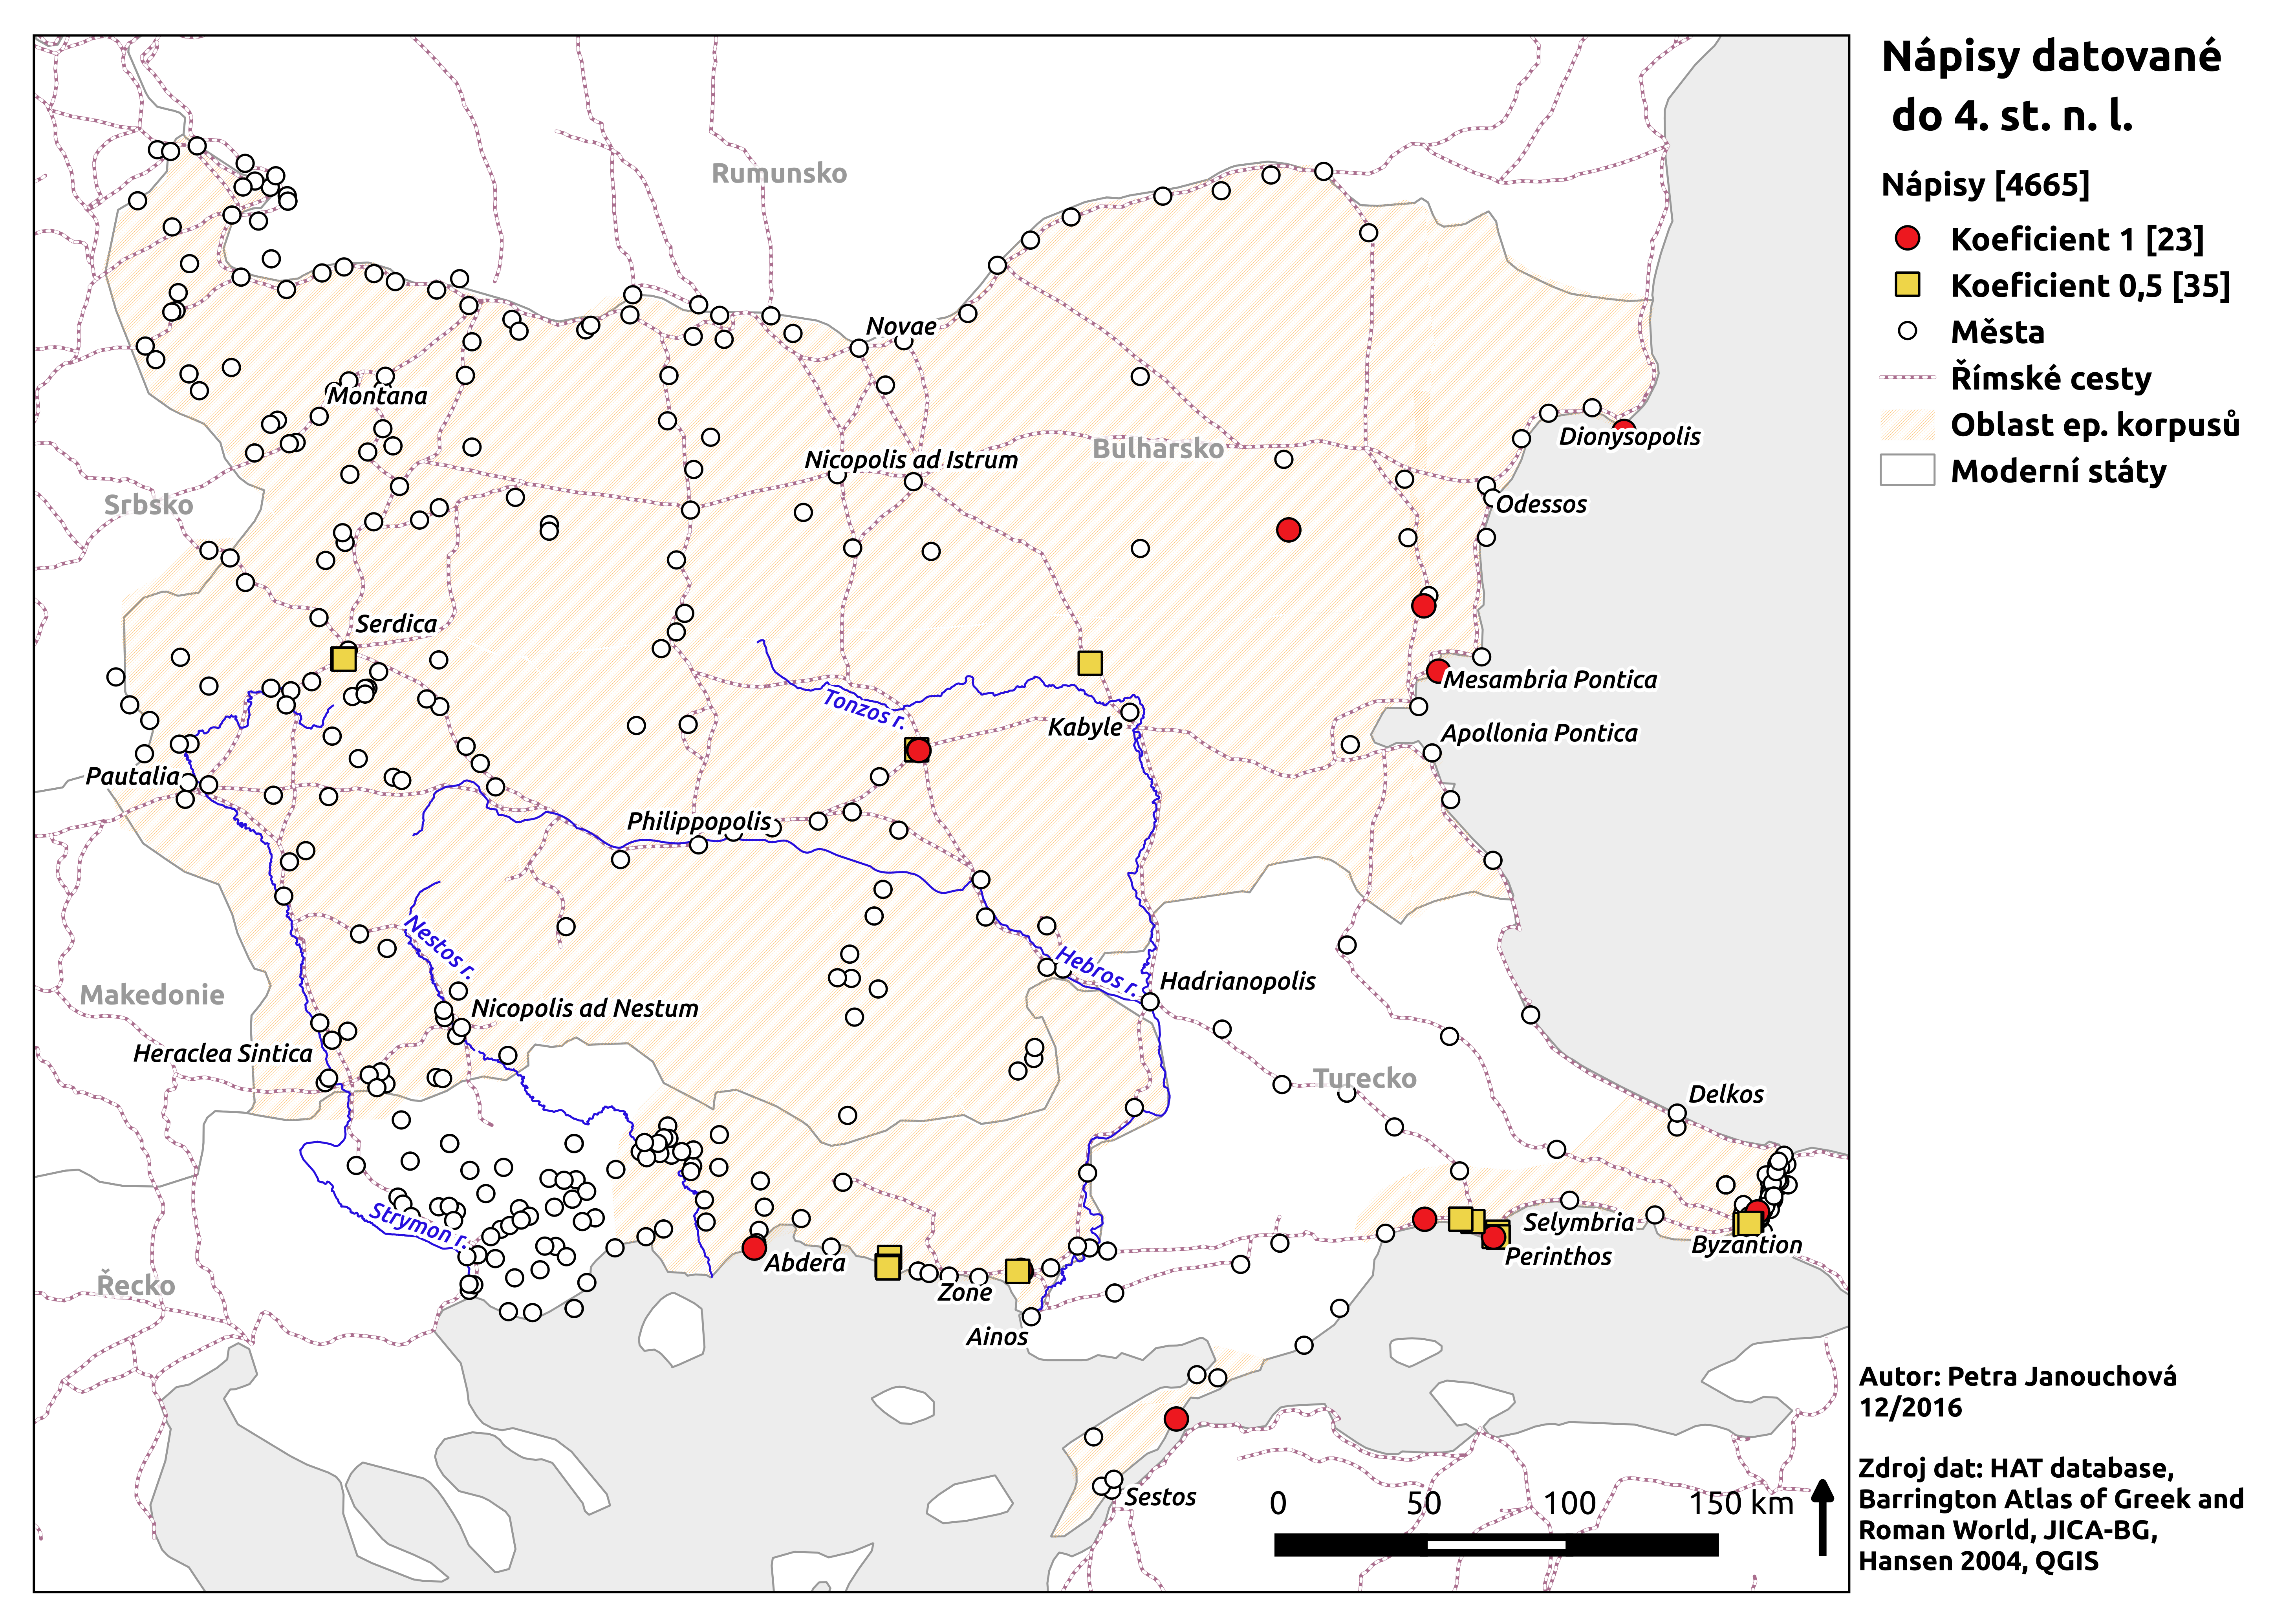 Nápisy datované
do 4. st. n. l.
Nápisy [4665]
Koeficient 1 [23]
Koeficient 0,5 [35]
Města
Římské cesty
Oblast ep. korpusů
Moderní státy
Rumunsko
Novae
Montana
Dionysopolis
Bulharsko
Nicopolis ad Istrum
Srbsko
Odessos
Serdica
Mesambria Pontica
Tonzos r.
Kabyle
Apollonia Pontica
Pautalia
Philippopolis
Nestos r.
Hebros r.
Hadrianopolis
Makedonie
Nicopolis ad Nestum
Heraclea Sintica
Turecko
Delkos
Strymon r.
Selymbria
Byzantion
Perinthos
Abdera
Řecko
Zone
Ainos
Sestos
0 50 100 150 km
Autor: Petra Janouchová
12/2016
Zdroj dat: HAT database,
Barrington Atlas of Greek and
Roman World, JICA-BG,
Hansen 2004, QGIS